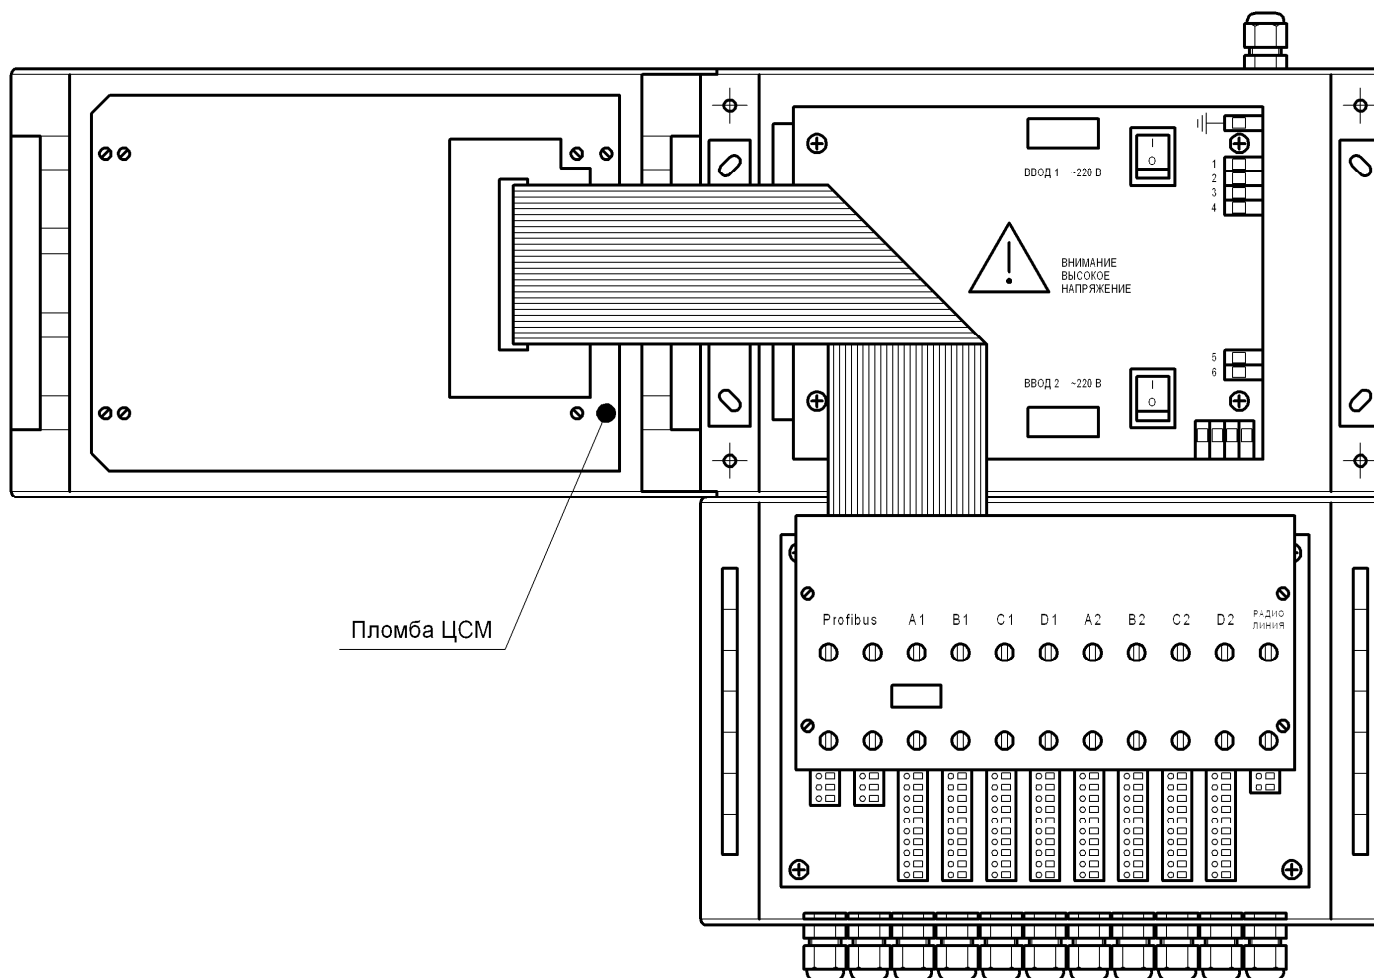 1
2
3
4
DВОД 1 ~220 D
I
O
ВНИМАНИЕ
ВЫСОКОЕ
НАПРЯЖЕНИЕ
5
6
ВВОД 2 ~220 В
I
O
Пломба ЦСМ
Profibus A1 B1 C1 D1 A2 B2 C2 D2 РАДИО
ЛИНИЯ